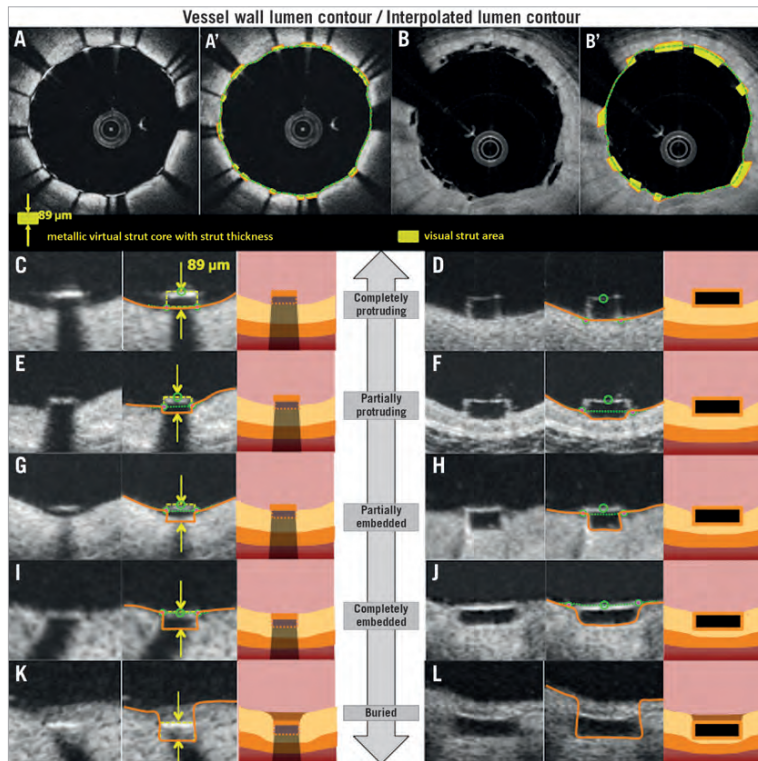 Vessel wall lumen contour / Interpolated lumen contour
A A' B B'
89 µm
metallic virtual strut core with strut thickness visual strut area
C 89 µm D
Completely
protruding
E F
Partially
protruding
G H
Partially
embedded
I J
Completely
embedded
K L
Buried